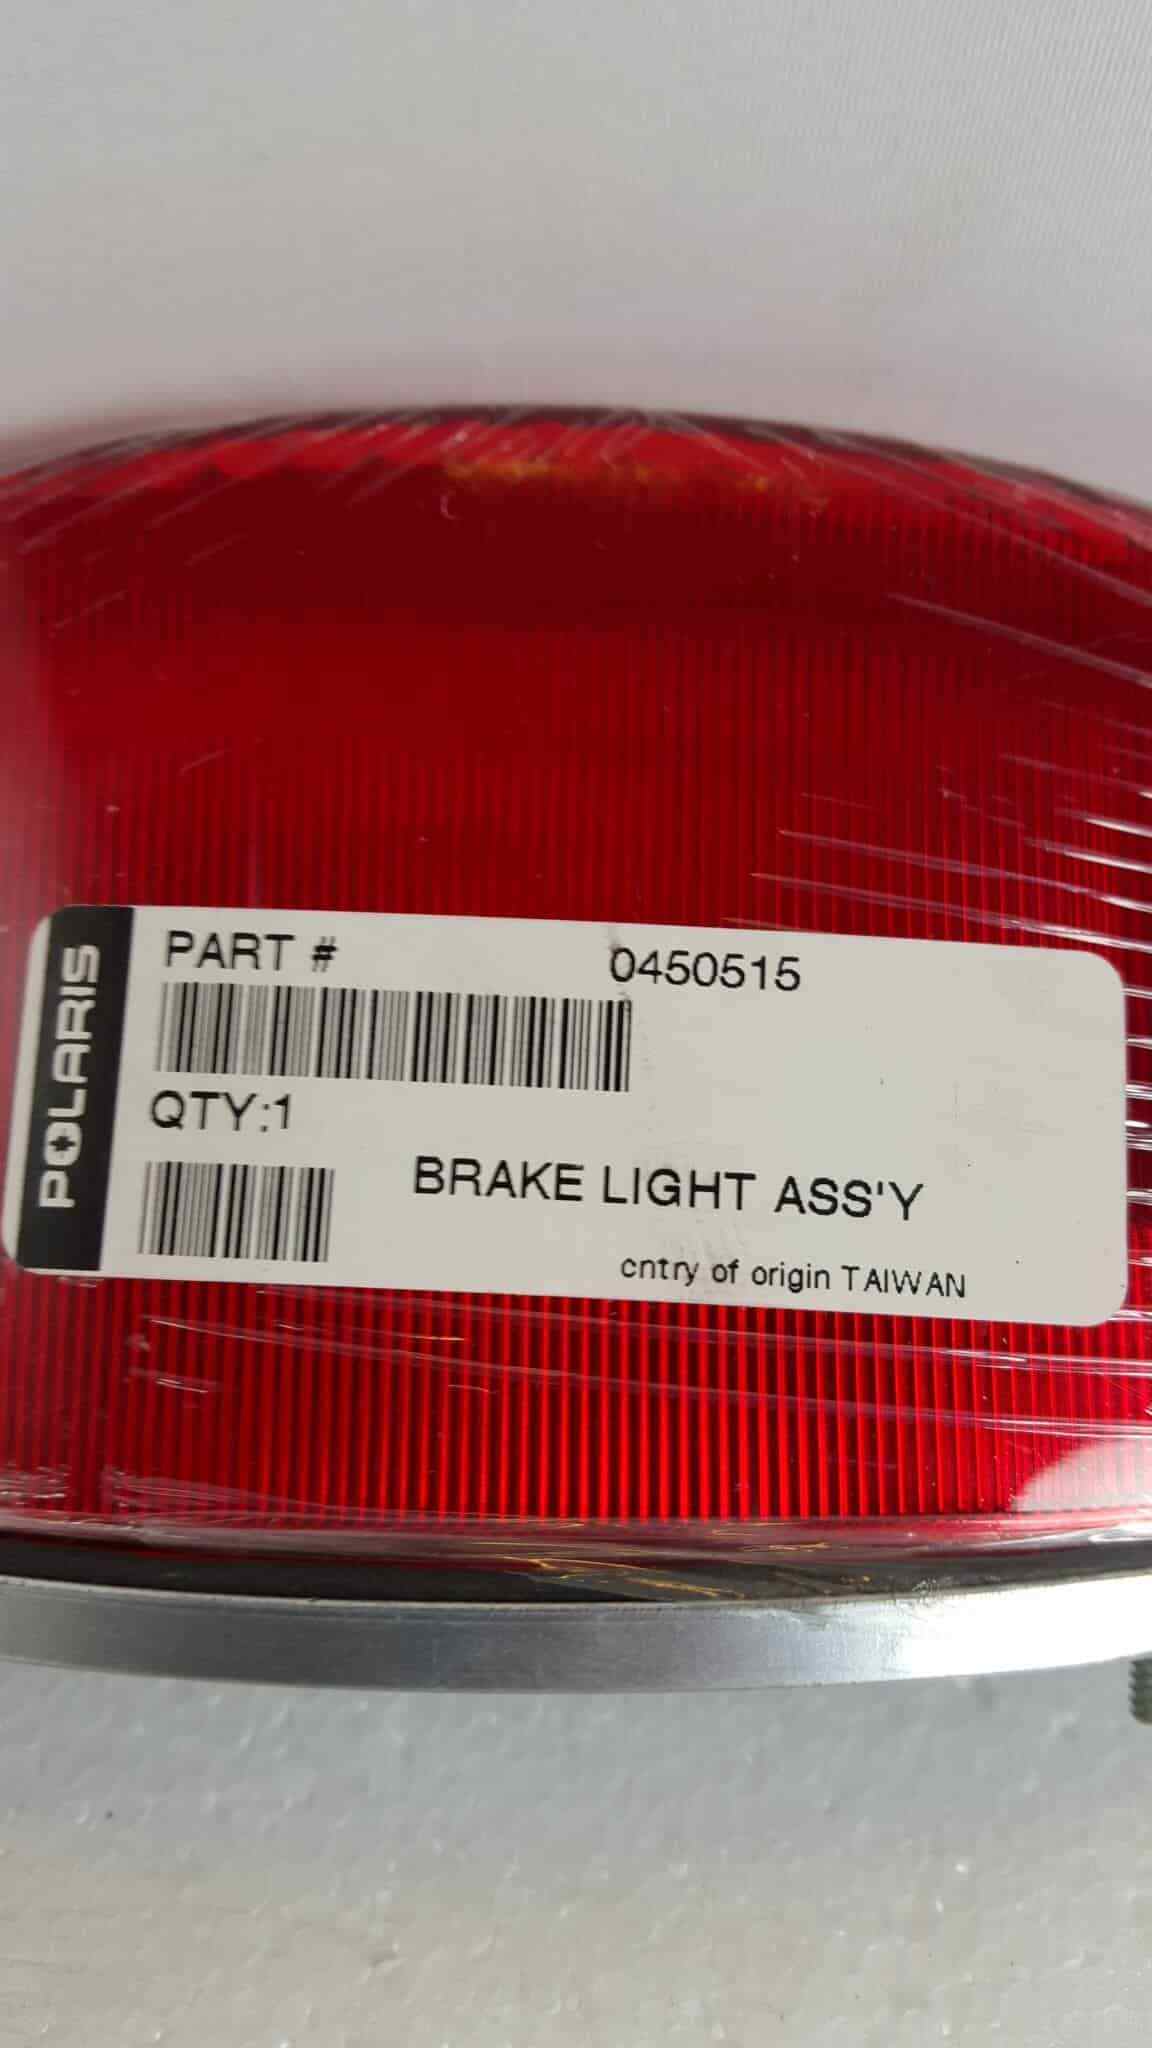 POLARIS
PART # 0450515
QTY:1
BRAKE LIGHT ASS'Y
cntry of origin TAIWAN